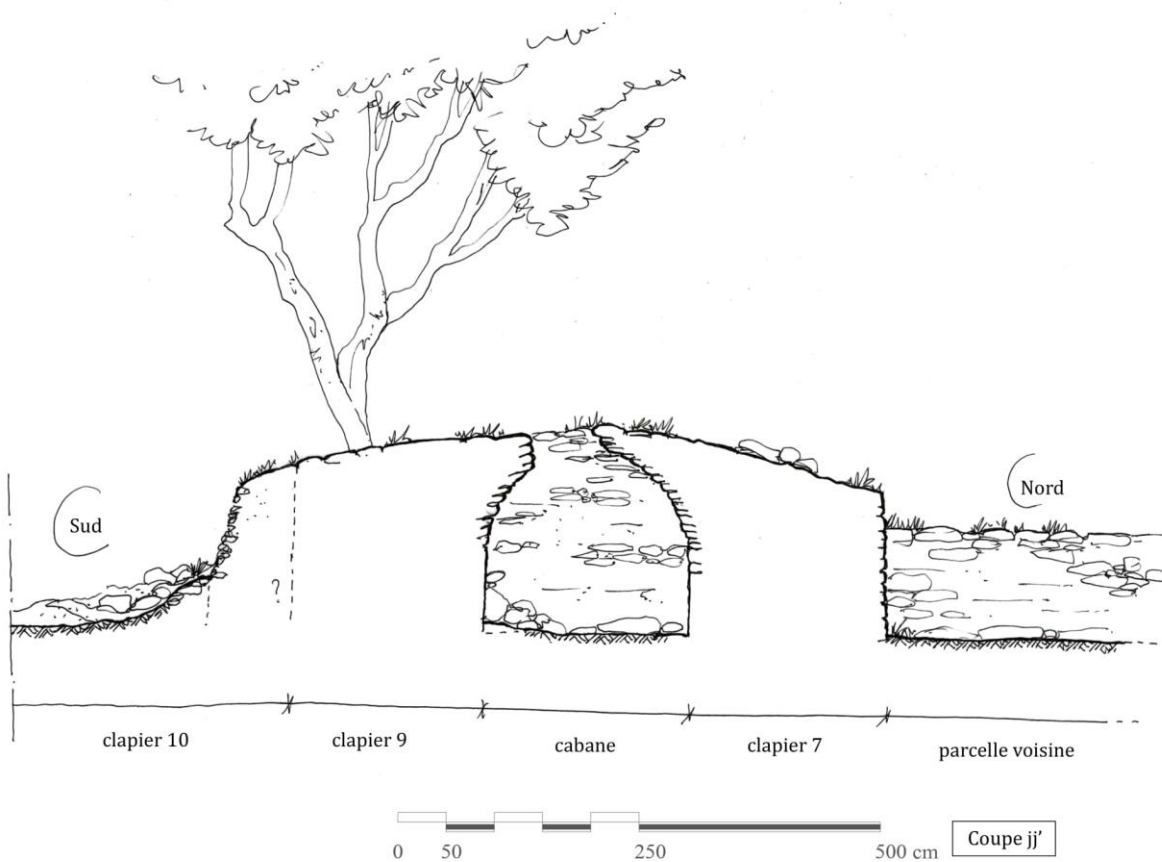 Sud
Nord
?
clapier 10 clapier 9 cabane clapier 7 parcelle voisine
0 50 250 500 cm
Coupe jj'